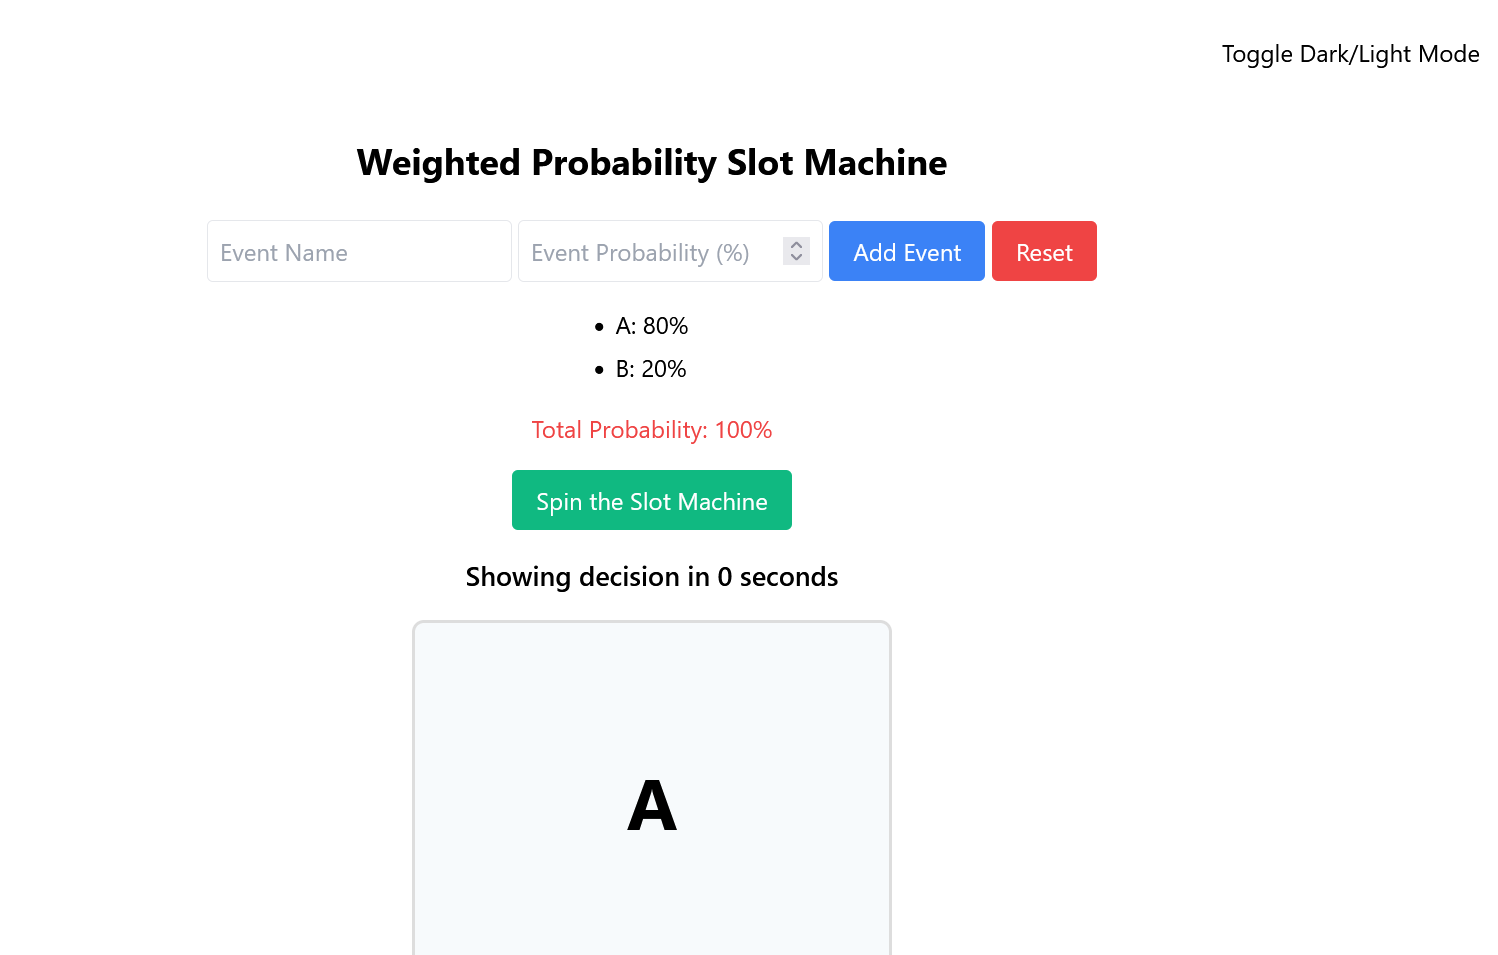 Toggle Dark/Light Mode
Weighted Probability Slot Machine
Event Name Event Probability (%) Add Event Reset
• A: 80%
• B: 20%
Total Probability: 100%
Spin the Slot Machine
Showing decision in 0 seconds
A